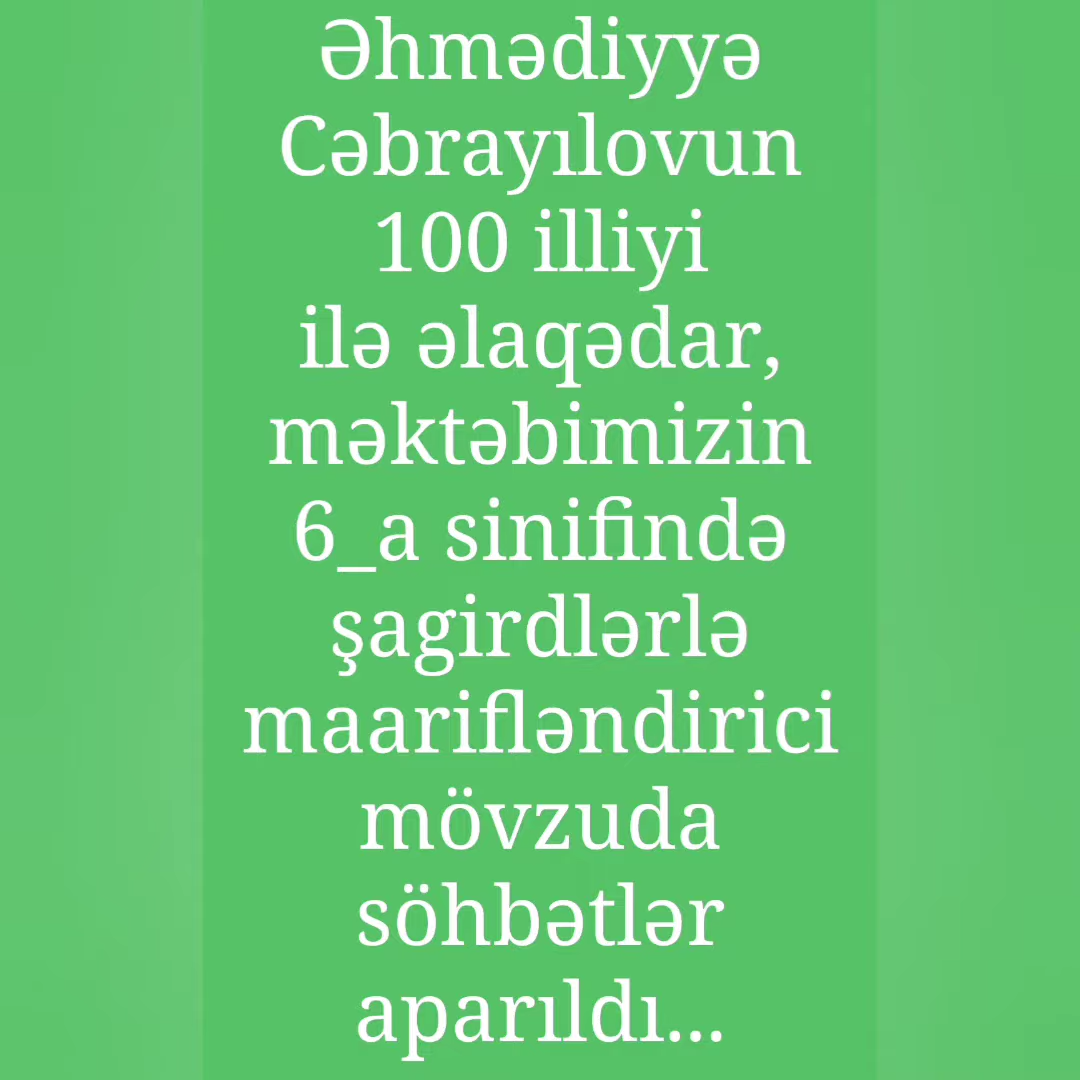 Əhmədiyyə
Cəbrayılovun
100 illiyi
ilə əlaqədar,
məktəbimizin
6_a sinifində
şagirdlərlə
maarifləndirici
mövzuda
söhbətlər
aparıldı...